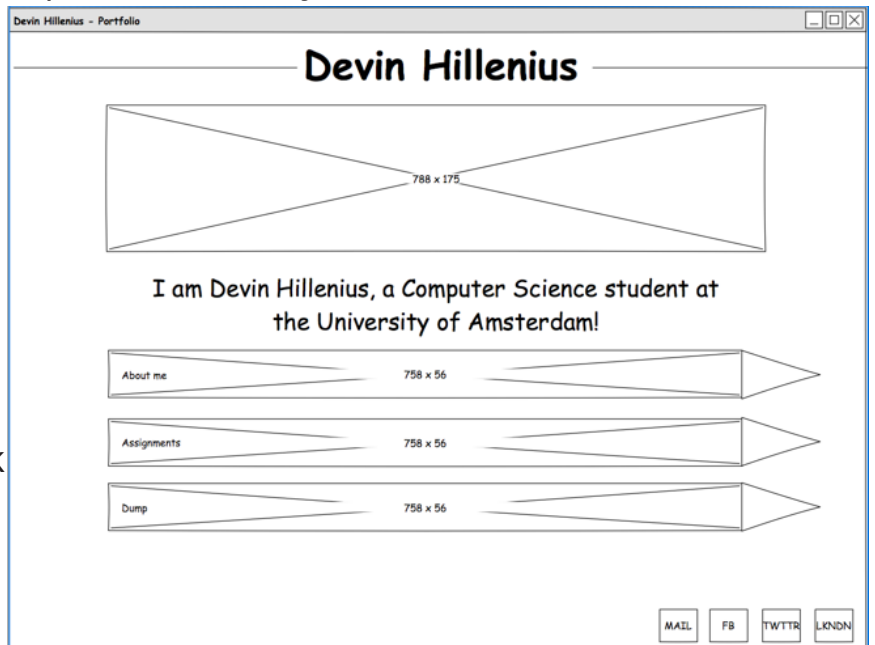 Devin Hillenius - Portfolio
Devin Hillenius
788 x 175
I am Devin Hillenius, a Computer Science student at
the University of Amsterdam!
About me 758 x 56
Assignments 758 x 56
Dump 758 x 56
MAIL FB TWTTR LKNDN